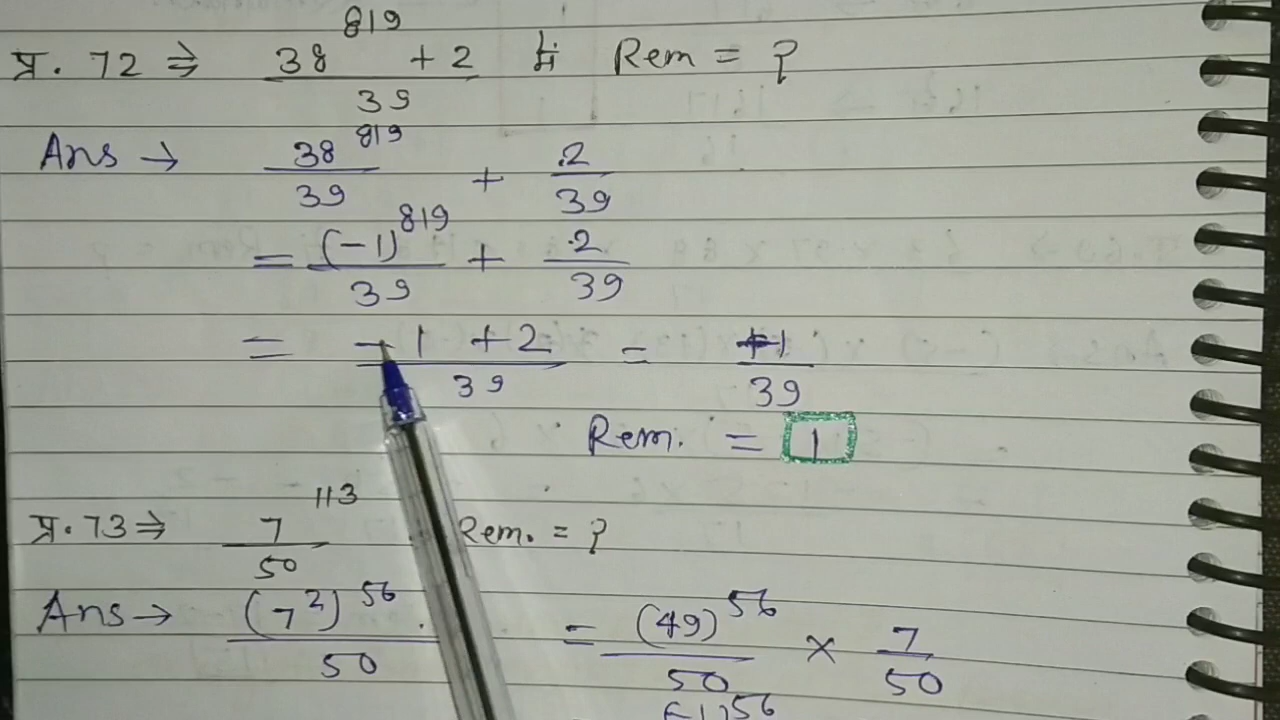 प्र. 72 ⇒ 38^819 + 2 / 39 में Rem = ?
Ans → 38^819 / 39 + 2 / 39
= (-1)^819 / 39 + 2 / 39
= -1 + 2 / 39 = +1 / 39
Rem. = 1
प्र. 73 ⇒ 7^113 / 50 Rem. = ?
Ans → (7^2)^56 / 50 = (49)^56 / 50 × 7 / 50
(-1)^56